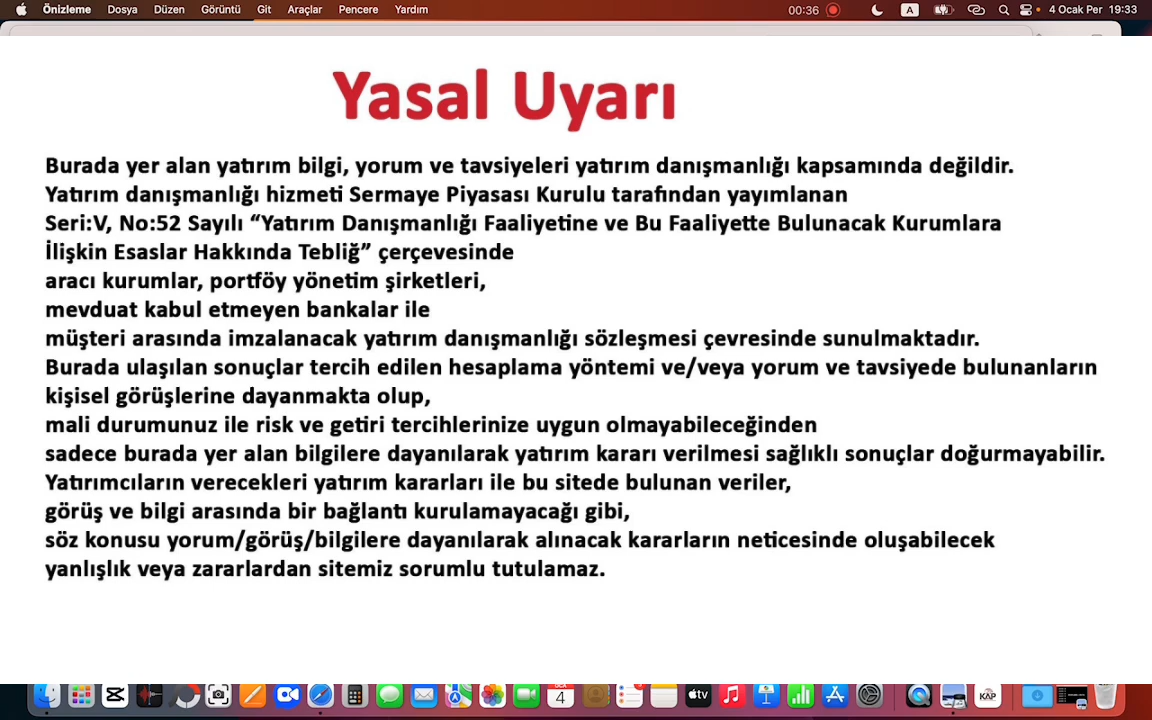 Önizleme Dosya Düzen Görüntü Git Araçlar Pencere Yardım 00:36 A 4 Ocak Per 19:33
Yasal Uyarı
Burada yer alan yatırım bilgi, yorum ve tavsiyeleri yatırım danışmanlığı kapsamında değildir.
Yatırım danışmanlığı hizmeti Sermaye Piyasası Kurulu tarafından yayımlanan
Seri:V, No:52 Sayılı “Yatırım Danışmanlığı Faaliyetine ve Bu Faaliyette Bulunacak Kurumlara
İlişkin Esaslar Hakkında Tebliğ” çerçevesinde
aracı kurumlar, portföy yönetim şirketleri,
mevduat kabul etmeyen bankalar ile
müşteri arasında imzalanacak yatırım danışmanlığı sözleşmesi çevresinde sunulmaktadır.
Burada ulaşılan sonuçlar tercih edilen hesaplama yöntemi ve/veya yorum ve tavsiyede bulunanların
kişisel görüşlerine dayanmakta olup,
mali durumunuz ile risk ve getiri tercihlerinize uygun olmayabileceğinden
sadece burada yer alan bilgilere dayanılarak yatırım kararı verilmesi sağlıklı sonuçlar doğurmayabilir.
Yatırımcıların verecekleri yatırım kararları ile bu sitede bulunan veriler,
görüş ve bilgi arasında bir bağlantı kurulamayacağı gibi,
söz konusu yorum/görüş/bilgilere dayanılarak alınacak kararların neticesinde oluşabilecek
yanlışlık veya zararlardan sitemiz sorumlu tutulamaz.
4 tv KAP